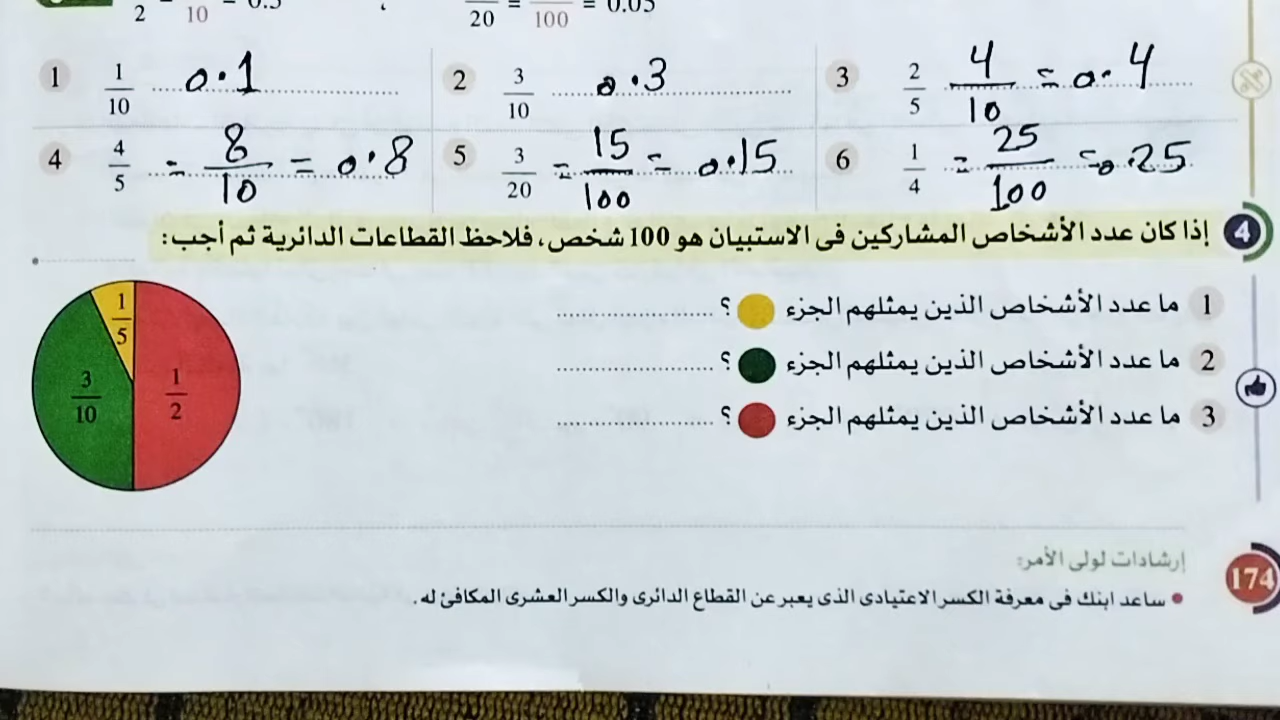 1/2 = /10 = 0.5 ، /20 = /100 = 0.05
1 1/10 0.1 2 3/10 0.3 3 2/5 4/10 = 0.4
4 4/5 = 8/10 = 0.8 5 3/20 = 15/100 = 0.15 6 1/4 = 25/100 = 0.25
4 إذا كان عدد الأشخاص المشاركين فى الاستبيان هو 100 شخص، فلاحظ القطاعات الدائرية ثم أجب:
1 ما عدد الأشخاص الذين يمثلهم الجزء ؟
2 ما عدد الأشخاص الذين يمثلهم الجزء ؟
3 ما عدد الأشخاص الذين يمثلهم الجزء ؟
1/5
3/10
1/2
إرشادات لولى الأمر:
• ساعد ابنك فى معرفة الكسر الاعتيادى الذى يعبر عن القطاع الدائرى والكسر العشرى المكافئ له.
174